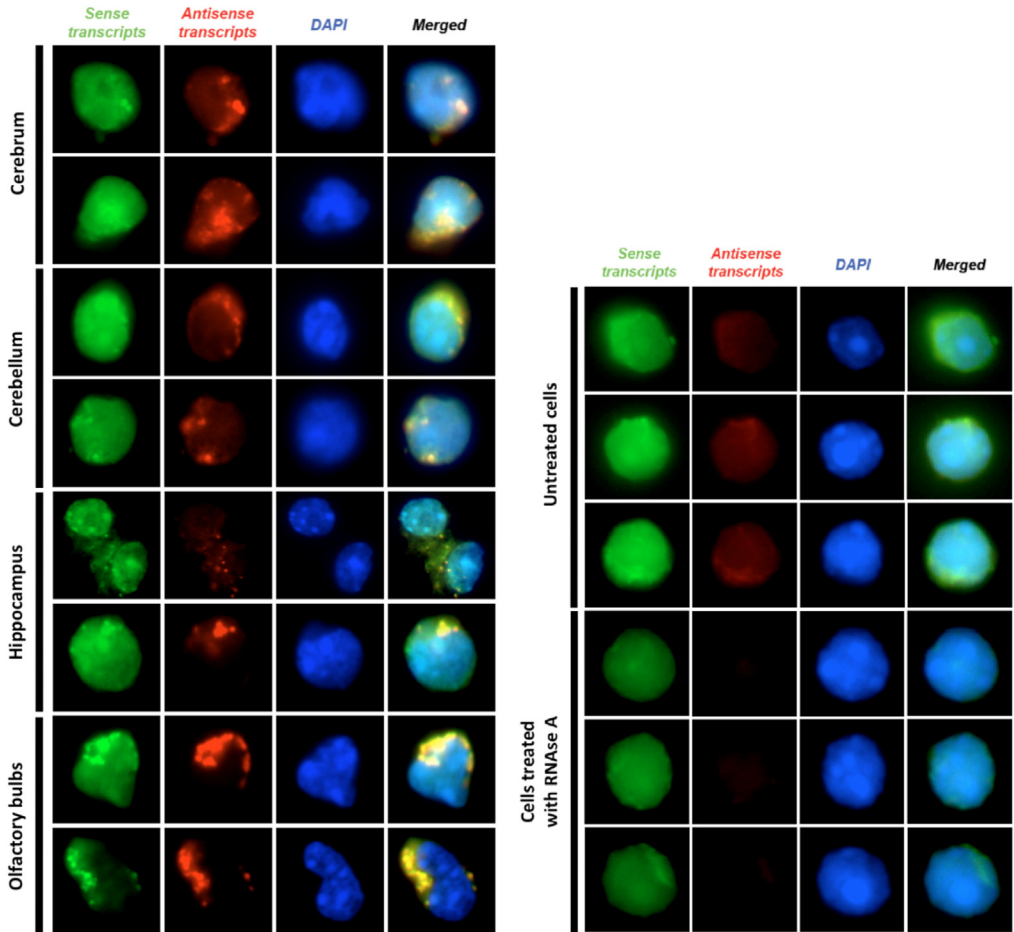 Sense
transcripts
Antisense
transcripts
DAPI
Merged
Cerebrum
Cerebellum
Hippocampus
Olfactory bulbs
Sense
transcripts
Antisense
transcripts
DAPI
Merged
Untreated cells
Cells treated
with RNAse A